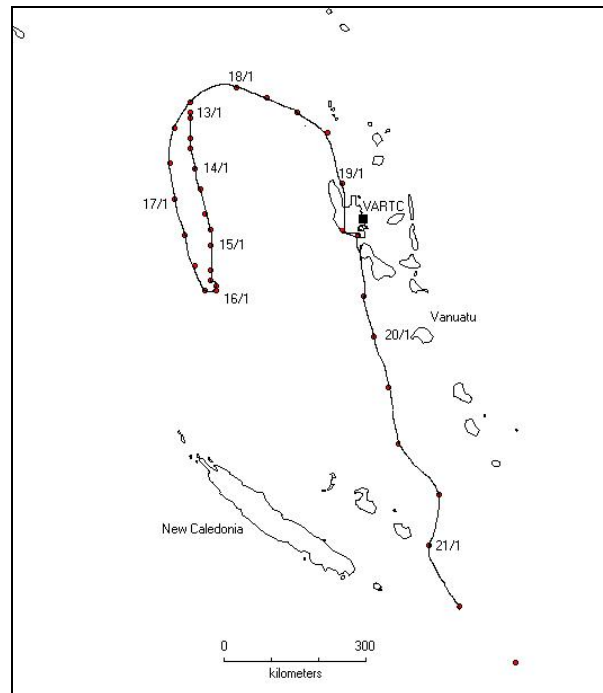 18/1
13/1
14/1
19/1
17/1
VARTC
15/1
16/1
Vanuatu
20/1
New Caledonia
21/1
0 300
kilometers